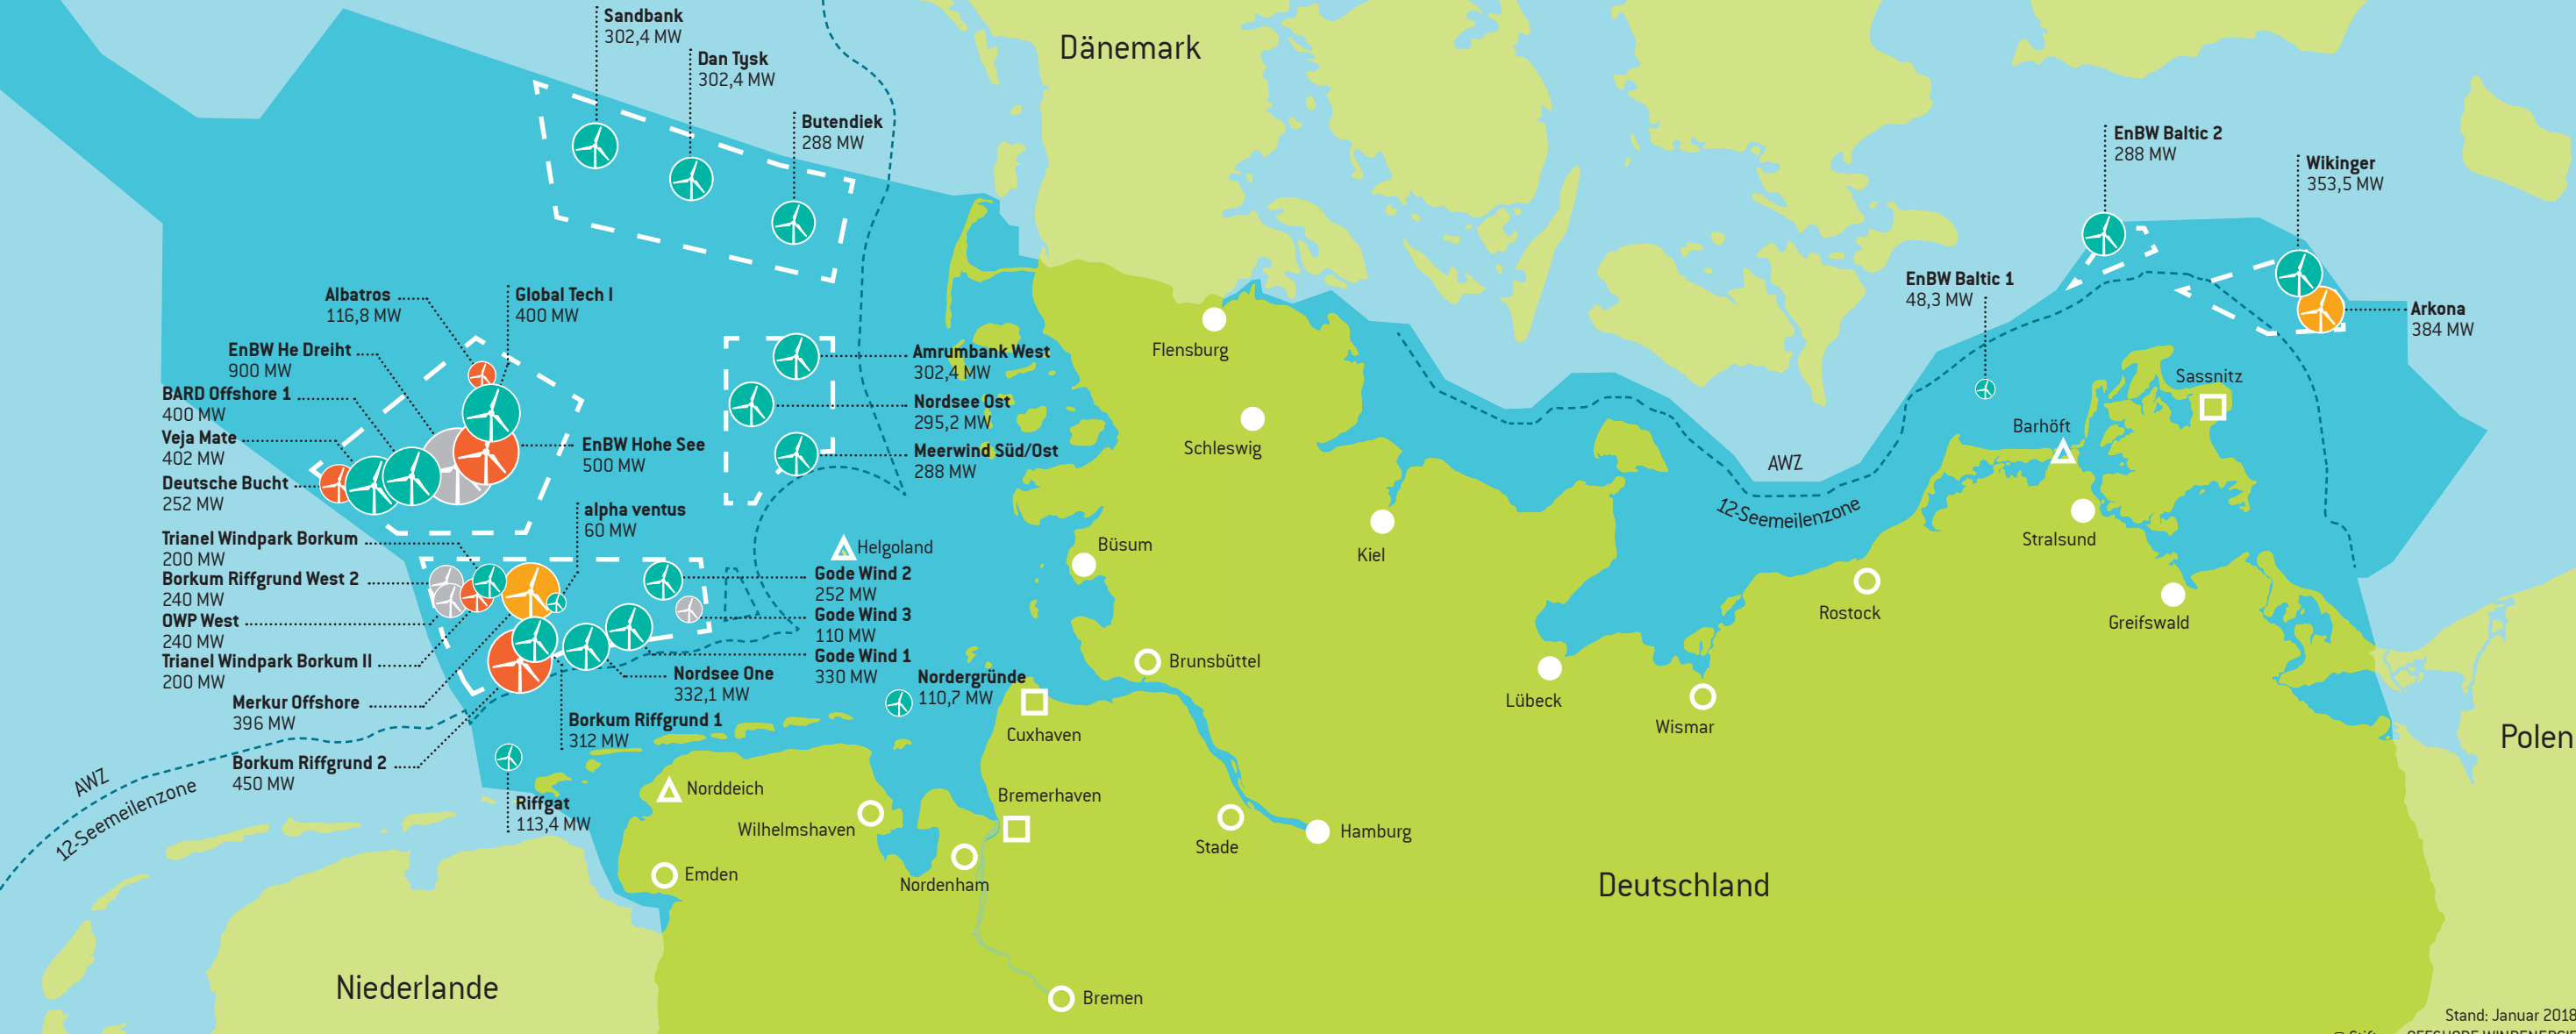 Sandbank
302,4 MW
Dan Tysk
302,4 MW
Butendiek
288 MW
Dänemark
EnBW Baltic 2
288 MW
Wikinger
353,5 MW
EnBW Baltic 1
48,3 MW
Arkona
384 MW
Albatros
116,8 MW
Global Tech I
400 MW
EnBW He Dreiht
900 MW
BARD Offshore 1
400 MW
Veja Mate
402 MW
Deutsche Bucht
252 MW
EnBW Hohe See
500 MW
Amrumbank West
302,4 MW
Nordsee Ost
295,2 MW
Meerwind Süd/Ost
288 MW
alpha ventus
60 MW
Trianel Windpark Borkum
200 MW
Borkum Riffgrund West 2
240 MW
OWP West
240 MW
Trianel Windpark Borkum II
200 MW
Merkur Offshore
396 MW
Borkum Riffgrund 2
450 MW
Gode Wind 2
252 MW
Gode Wind 3
110 MW
Gode Wind 1
330 MW
Nordsee One
332,1 MW
Borkum Riffgrund 1
312 MW
Nordergründe
110,7 MW
Riffgat
113,4 MW
AWZ
12-Seemeilenzone
Helgoland
Büsum
Flensburg
Schleswig
Kiel
Brunsbüttel
Cuxhaven
Bremerhaven
Norddeich
Wilhelmshaven
Emden
Nordenham
Stade
Hamburg
Bremen
Niederlande
Deutschland
Lübeck
Wismar
Rostock
AWZ
12-Seemeilenzone
Barhöft
Sassnitz
Stralsund
Greifswald
Polen
Stand: Januar 2018